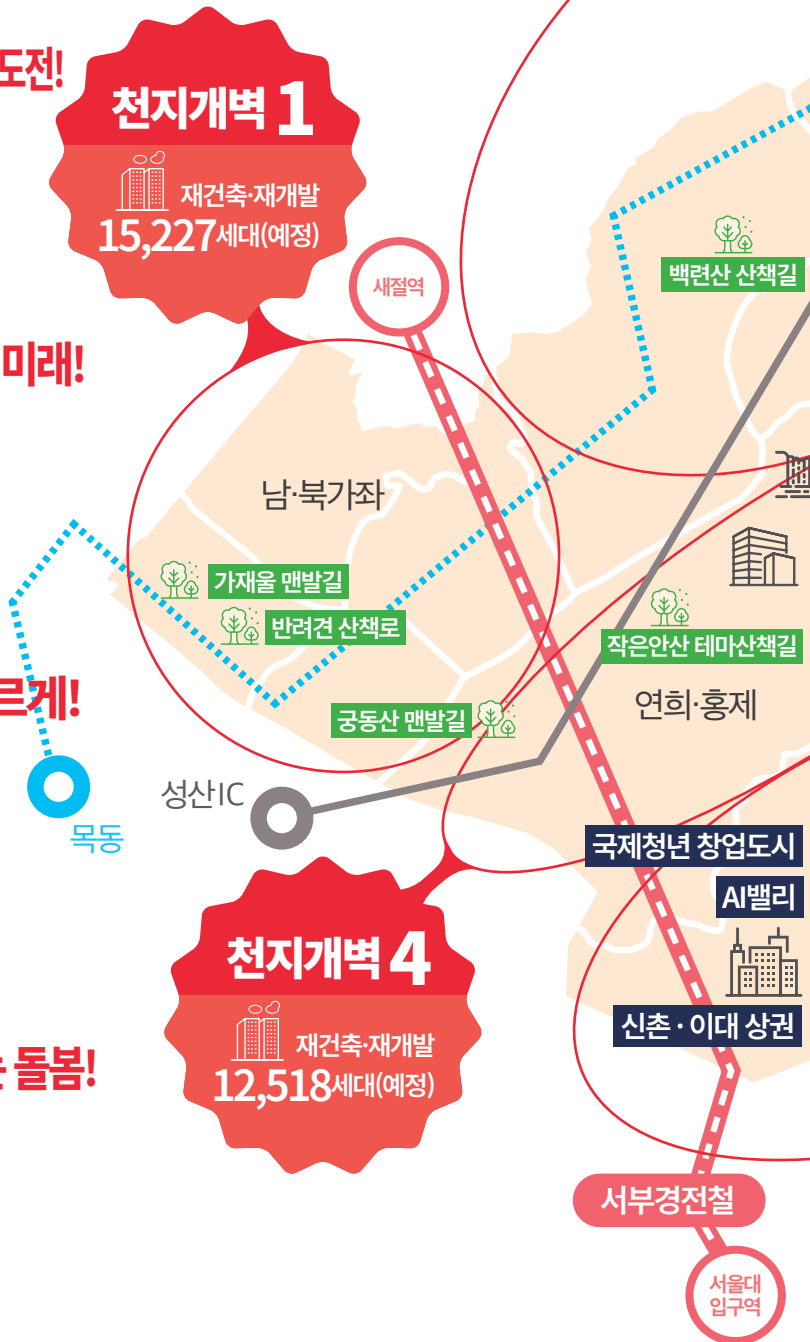 도전!
천지개벽 1
재건축·재개발
15,227세대(예정)
새절역
백련산 산책길
미래!
남·북가좌
가재울 맨발길
반려견 산책로
작은안산 테마산책길
르게!
연희·홍제
궁동산 맨발길
성산IC
목동
국제청년 창업도시
AI밸리
천지개벽 4
신촌·이대 상권
재건축·재개발
12,518세대(예정)
돌봄!
서부경전철
서울대
입구역